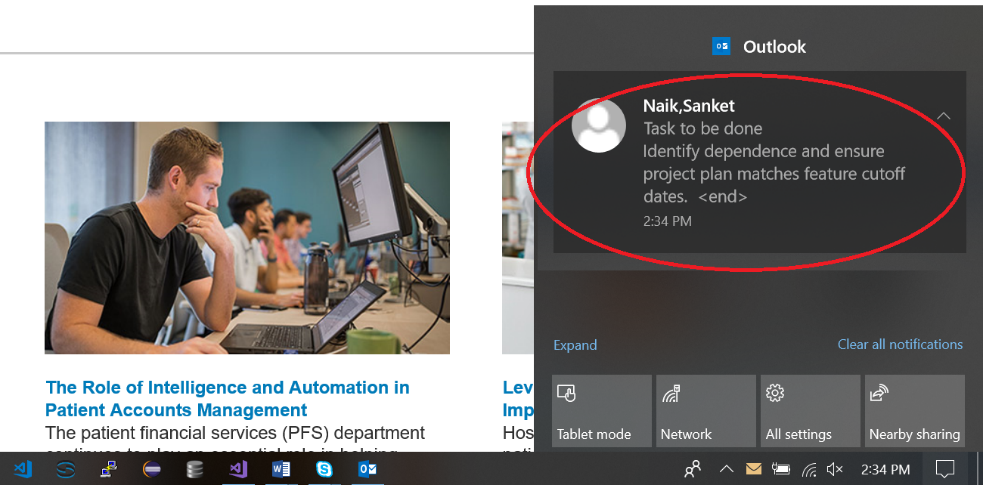 Outlook
Naik,Sanket
Task to be done
Identify dependence and ensure
project plan matches feature cutoff
dates.  <end>
2:34 PM
Expand
Clear all notifications
Tablet mode
Network
All settings
Nearby sharing
The Role of Intelligence and Automation in
Patient Accounts Management
The patient financial services (PFS) department
Lev
Imp
Hos
2:34 PM